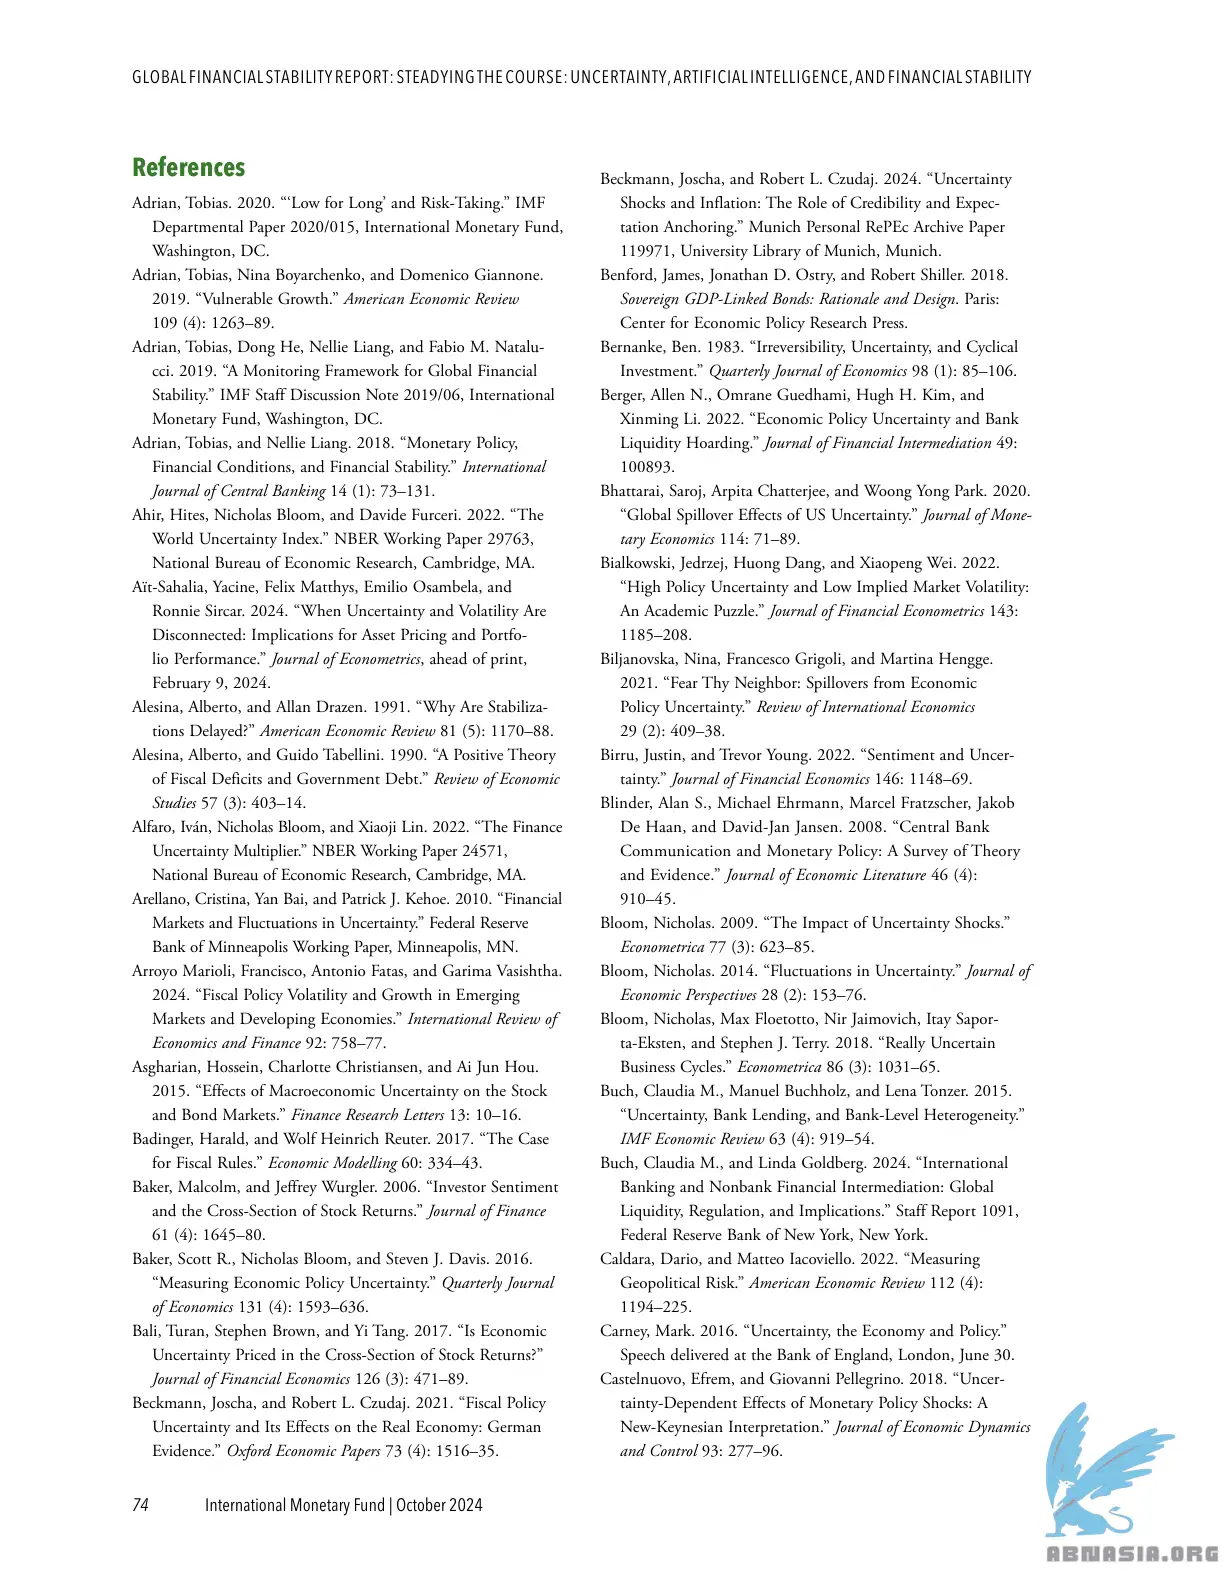 GLOBAL FINANCIAL STABILITY REPORT: STEADYING THE COURSE: UNCERTAINTY, ARTIFICIAL INTELLIGENCE, AND FINANCIAL STABILITY
References
Adrian, Tobias. 2020. “‘Low for Long’ and Risk-Taking.” IMF
Departmental Paper 2020/015, International Monetary Fund,
Washington, DC.
Adrian, Tobias, Nina Boyarchenko, and Domenico Giannone.
2019. “Vulnerable Growth.” American Economic Review
109 (4): 1263–89.
Adrian, Tobias, Dong He, Nellie Liang, and Fabio M. Natalu-
cci. 2019. “A Monitoring Framework for Global Financial
Stability.” IMF Staff Discussion Note 2019/06, International
Monetary Fund, Washington, DC.
Adrian, Tobias, and Nellie Liang. 2018. “Monetary Policy,
Financial Conditions, and Financial Stability.” International
Journal of Central Banking 14 (1): 73–131.
Ahir, Hites, Nicholas Bloom, and Davide Furceri. 2022. “The
World Uncertainty Index.” NBER Working Paper 29763,
National Bureau of Economic Research, Cambridge, MA.
Aït-Sahalia, Yacine, Felix Matthys, Emilio Osambela, and
Ronnie Sircar. 2024. “When Uncertainty and Volatility Are
Disconnected: Implications for Asset Pricing and Portfo-
lio Performance.” Journal of Econometrics, ahead of print,
February 9, 2024.
Alesina, Alberto, and Allan Drazen. 1991. “Why Are Stabiliza-
tions Delayed?” American Economic Review 81 (5): 1170–88.
Alesina, Alberto, and Guido Tabellini. 1990. “A Positive Theory
of Fiscal Deficits and Government Debt.” Review of Economic
Studies 57 (3): 403–14.
Alfaro, Iván, Nicholas Bloom, and Xiaoji Lin. 2022. “The Finance
Uncertainty Multiplier.” NBER Working Paper 24571,
National Bureau of Economic Research, Cambridge, MA.
Arellano, Cristina, Yan Bai, and Patrick J. Kehoe. 2010. “Financial
Markets and Fluctuations in Uncertainty.” Federal Reserve
Bank of Minneapolis Working Paper, Minneapolis, MN.
Arroyo Marioli, Francisco, Antonio Fatas, and Garima Vasishtha.
2024. “Fiscal Policy Volatility and Growth in Emerging
Markets and Developing Economies.” International Review of
Economics and Finance 92: 758–77.
Asgharian, Hossein, Charlotte Christiansen, and Ai Jun Hou.
2015. “Effects of Macroeconomic Uncertainty on the Stock
and Bond Markets.” Finance Research Letters 13: 10–16.
Badinger, Harald, and Wolf Heinrich Reuter. 2017. “The Case
for Fiscal Rules.” Economic Modelling 60: 334–43.
Baker, Malcolm, and Jeffrey Wurgler. 2006. “Investor Sentiment
and the Cross-Section of Stock Returns.” Journal of Finance
61 (4): 1645–80.
Baker, Scott R., Nicholas Bloom, and Steven J. Davis. 2016.
“Measuring Economic Policy Uncertainty.” Quarterly Journal
of Economics 131 (4): 1593–636.
Bali, Turan, Stephen Brown, and Yi Tang. 2017. “Is Economic
Uncertainty Priced in the Cross-Section of Stock Returns?”
Journal of Financial Economics 126 (3): 471–89.
Beckmann, Joscha, and Robert L. Czudaj. 2021. “Fiscal Policy
Uncertainty and Its Effects on the Real Economy: German
Evidence.” Oxford Economic Papers 73 (4): 1516–35.
Beckmann, Joscha, and Robert L. Czudaj. 2024. “Uncertainty
Shocks and Inflation: The Role of Credibility and Expec-
tation Anchoring.” Munich Personal RePEc Archive Paper
119971, University Library of Munich, Munich.
Benford, James, Jonathan D. Ostry, and Robert Shiller. 2018.
Sovereign GDP-Linked Bonds: Rationale and Design. Paris:
Center for Economic Policy Research Press.
Bernanke, Ben. 1983. “Irreversibility, Uncertainty, and Cyclical
Investment.” Quarterly Journal of Economics 98 (1): 85–106.
Berger, Allen N., Omrane Guedhami, Hugh H. Kim, and
Xinming Li. 2022. “Economic Policy Uncertainty and Bank
Liquidity Hoarding.” Journal of Financial Intermediation 49:
100893.
Bhattarai, Saroj, Arpita Chatterjee, and Woong Yong Park. 2020.
“Global Spillover Effects of US Uncertainty.” Journal of Mone-
tary Economics 114: 71–89.
Bialkowski, Jedrzej, Huong Dang, and Xiaopeng Wei. 2022.
“High Policy Uncertainty and Low Implied Market Volatility:
An Academic Puzzle.” Journal of Financial Econometrics 143:
1185–208.
Biljanovska, Nina, Francesco Grigoli, and Martina Hengge.
2021. “Fear Thy Neighbor: Spillovers from Economic
Policy Uncertainty.” Review of International Economics
29 (2): 409–38.
Birru, Justin, and Trevor Young. 2022. “Sentiment and Uncer-
tainty.” Journal of Financial Economics 146: 1148–69.
Blinder, Alan S., Michael Ehrmann, Marcel Fratzscher, Jakob
De Haan, and David-Jan Jansen. 2008. “Central Bank
Communication and Monetary Policy: A Survey of Theory
and Evidence.” Journal of Economic Literature 46 (4):
910–45.
Bloom, Nicholas. 2009. “The Impact of Uncertainty Shocks.”
Econometrica 77 (3): 623–85.
Bloom, Nicholas. 2014. “Fluctuations in Uncertainty.” Journal of
Economic Perspectives 28 (2): 153–76.
Bloom, Nicholas, Max Floetotto, Nir Jaimovich, Itay Sapor-
ta-Eksten, and Stephen J. Terry. 2018. “Really Uncertain
Business Cycles.” Econometrica 86 (3): 1031–65.
Buch, Claudia M., Manuel Buchholz, and Lena Tonzer. 2015.
“Uncertainty, Bank Lending, and Bank-Level Heterogeneity.”
IMF Economic Review 63 (4): 919–54.
Buch, Claudia M., and Linda Goldberg. 2024. “International
Banking and Nonbank Financial Intermediation: Global
Liquidity, Regulation, and Implications.” Staff Report 1091,
Federal Reserve Bank of New York, New York.
Caldara, Dario, and Matteo Iacoviello. 2022. “Measuring
Geopolitical Risk.” American Economic Review 112 (4):
1194–225.
Carney, Mark. 2016. “Uncertainty, the Economy and Policy.”
Speech delivered at the Bank of England, London, June 30.
Castelnuovo, Efrem, and Giovanni Pellegrino. 2018. “Uncer-
tainty-Dependent Effects of Monetary Policy Shocks: A
New-Keynesian Interpretation.” Journal of Economic Dynamics
and Control 93: 277–96.
74 International Monetary Fund | October 2024
ABNASIA.ORG